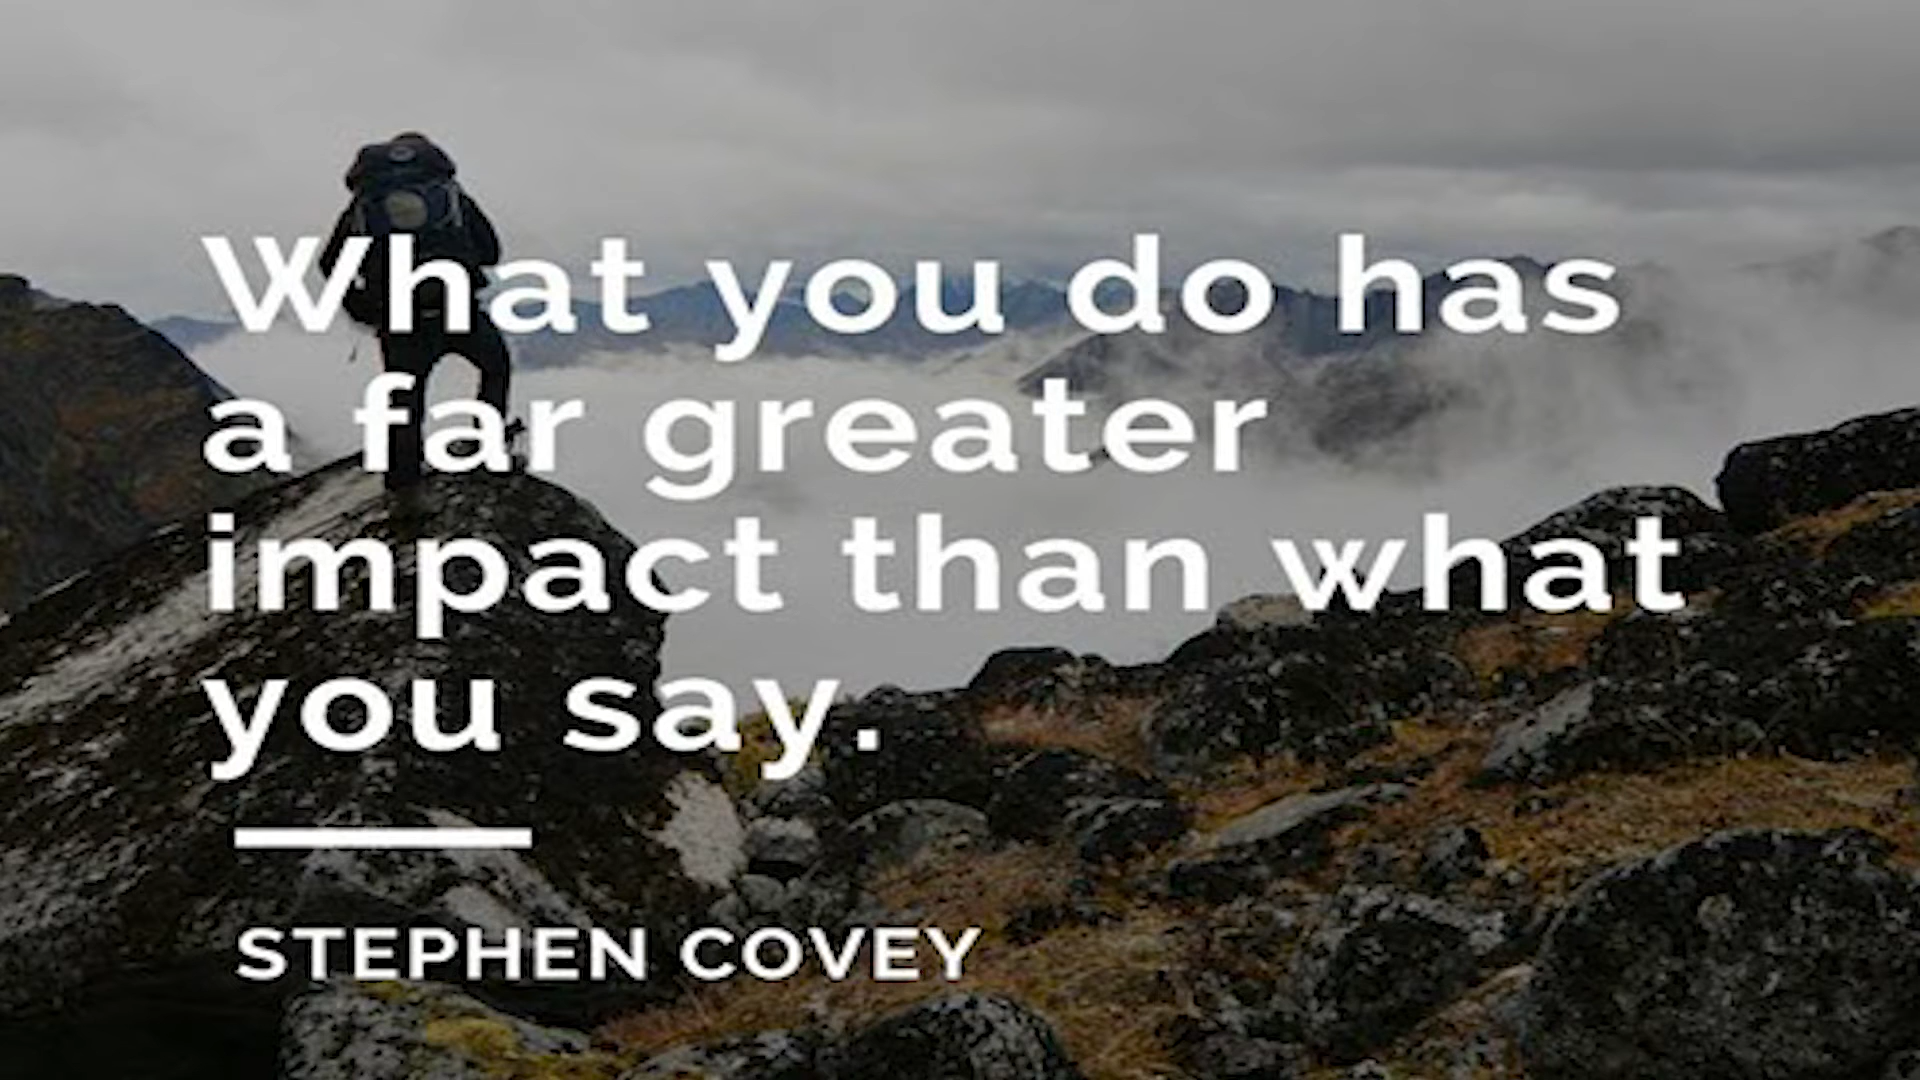 What you do has
a far greater
impact than what
you say.
STEPHEN COVEY